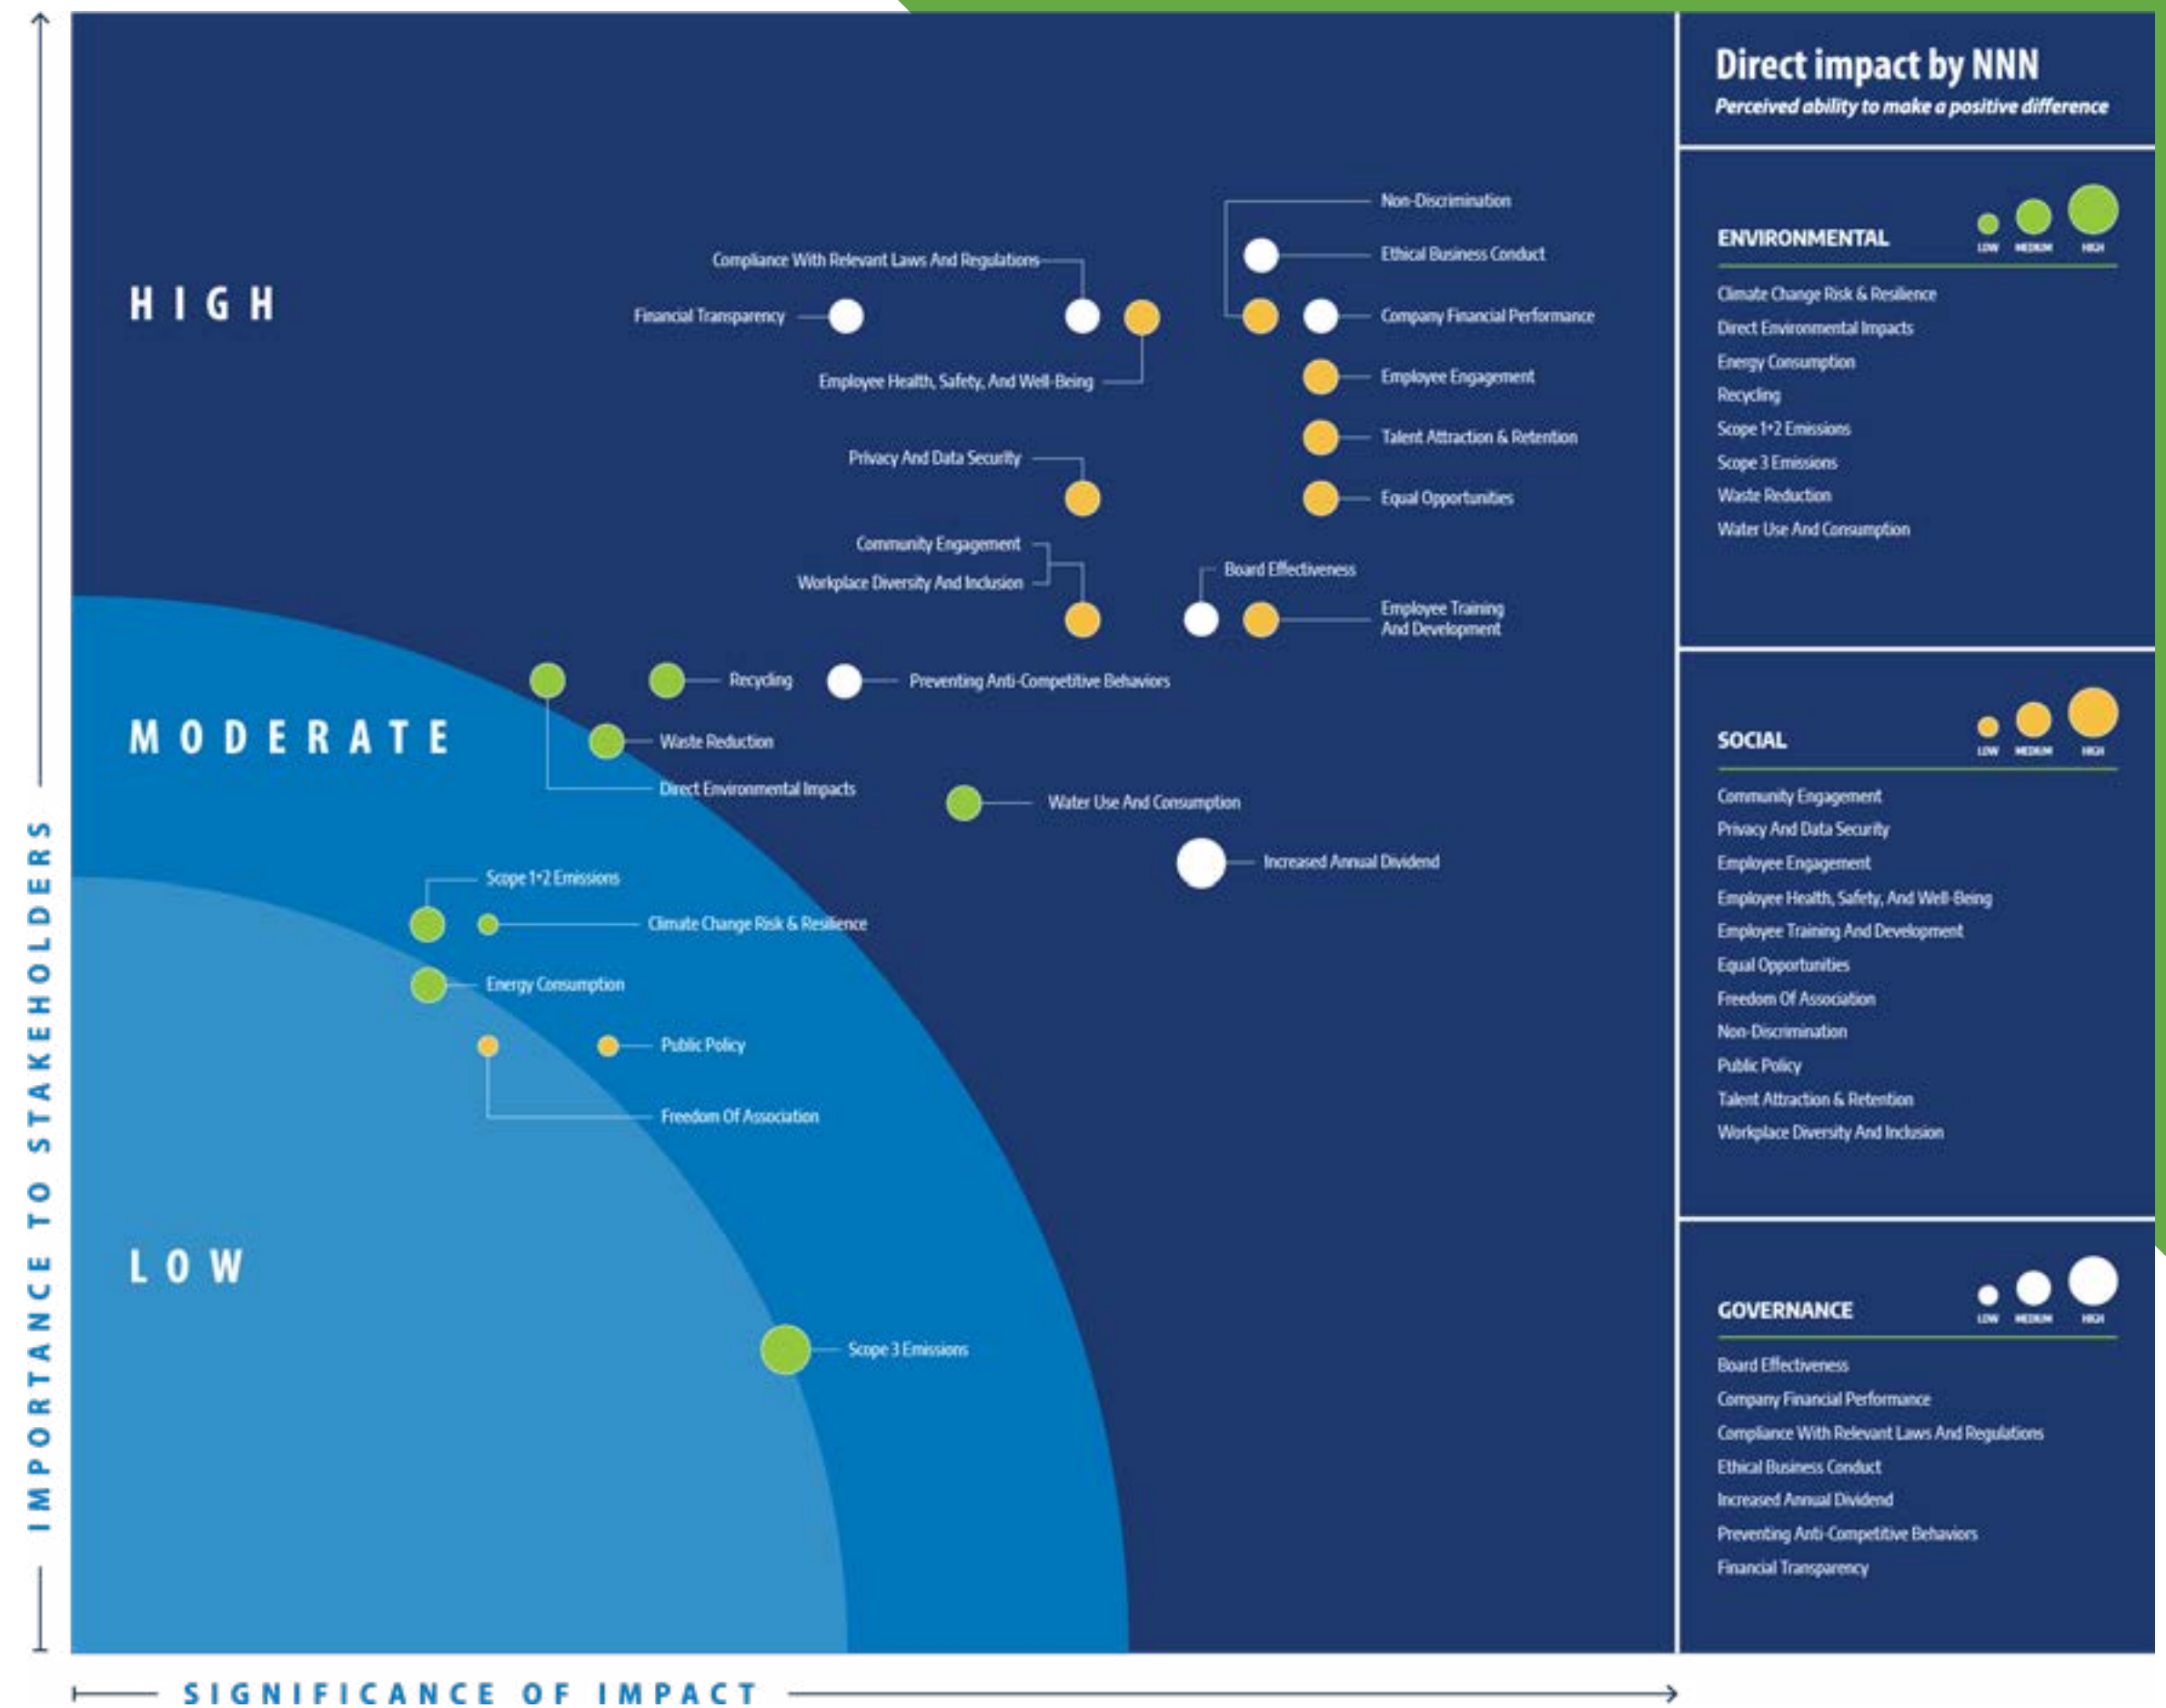 Direct impact by NNN
Perceived ability to make a positive difference
HIGH
MODERATE
LOW
IMPORTANCE TO STAKEHOLDERS
SIGNIFICANCE OF IMPACT
Non-Discrimination
Ethical Business Conduct
Compliance With Relevant Laws And Regulations
Financial Transparency
Company Financial Performance
Employee Health, Safety, And Well-Being
Employee Engagement
Talent Attraction & Retention
Privacy And Data Security
Equal Opportunities
Community Engagement
Workplace Diversity And Inclusion
Board Effectiveness
Employee Training
And Development
Recycling
Preventing Anti-Competitive Behaviors
Waste Reduction
Direct Environmental Impacts
Water Use And Consumption
Increased Annual Dividend
Scope 1+2 Emissions
Climate Change Risk & Resilience
Energy Consumption
Public Policy
Freedom Of Association
Scope 3 Emissions
ENVIRONMENTAL
LOW MEDIUM HIGH
Climate Change Risk & Resilience
Direct Environmental Impacts
Energy Consumption
Recycling
Scope 1+2 Emissions
Scope 3 Emissions
Waste Reduction
Water Use And Consumption
SOCIAL
LOW MEDIUM HIGH
Community Engagement
Privacy And Data Security
Employee Engagement
Employee Health, Safety, And Well-Being
Employee Training And Development
Equal Opportunities
Freedom Of Association
Non-Discrimination
Public Policy
Talent Attraction & Retention
Workplace Diversity And Inclusion
GOVERNANCE
LOW MEDIUM HIGH
Board Effectiveness
Company Financial Performance
Compliance With Relevant Laws And Regulations
Ethical Business Conduct
Increased Annual Dividend
Preventing Anti-Competitive Behaviors
Financial Transparency